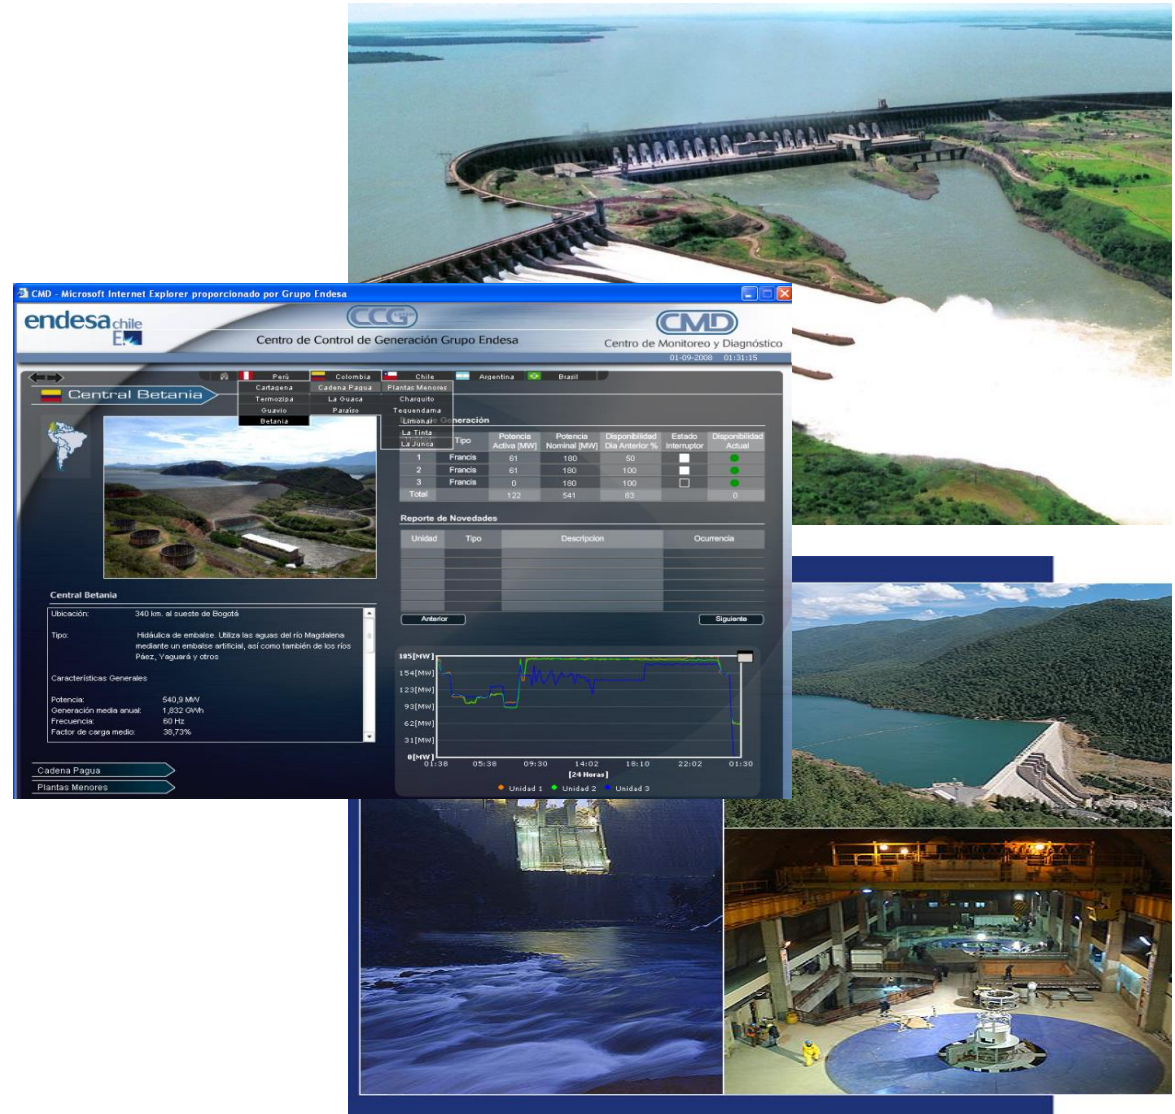 CMD - Microsoft Internet Explorer proporcionado por Grupo Endesa
endesa chile
CCG
Centro de Control de Generación Grupo Endesa
CMD
Centro de Monitoreo y Diagnóstico
01-09-2008 01:31:15
Perú Colombia Chile Argentina Brasil
Central Betania
Cartagena Cadena Pagua Plantas Menores
Termozipa La Guaca Charquito
Guavio Paraíso Tequendama
Betania Limonar
La Tinta
La Junca
de Generación
Tipo Potencia Activa [MW] Potencia Nominal [MW] Disponibilidad Dia Anterior % Estado Interruptor Disponibilidad Actual
1 Francis 61 180 50
2 Francis 61 180 100
3 Francis 0 180 100
Total 122 541 83 0
Reporte de Novedades
Unidad Tipo Descripcion Ocurrencia
Anterior Siguiente
Central Betania
Ubicación: 340 km. al sueste de Bogotá
Tipo: Hidáulica de embalse. Utiliza las aguas del río Magdalena
mediante un embalse artificial, así como también de los ríos
Páez, Yaguará y otros
Características Generales
Potencia: 540,9 MW
Generación media anual: 1,832 GWh
Frecuencia: 60 Hz
Factor de carga medio: 38,73%
Cadena Pagua
Plantas Menores
185[MW]
154[MW]
123[MW]
93[MW]
62[MW]
31[MW]
0[MW]
01:38 05:38 09:30 14:02 18:10 22:02 01:30
[24 Horas]
Unidad 1 Unidad 2 Unidad 3